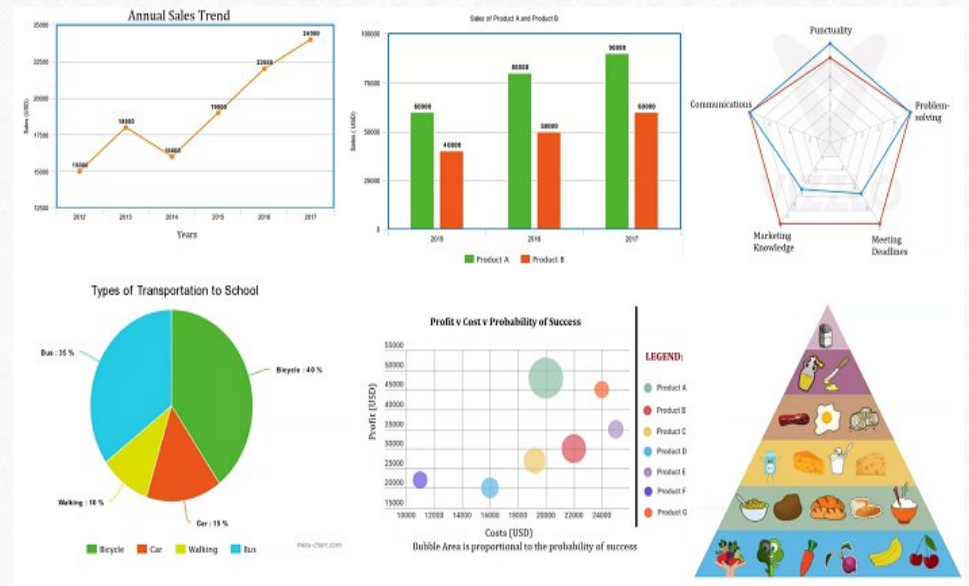 Annual Sales Trend
Sales (USD)
25000
22500
20000
17500
15000
12500
15000
18000
16000
19000
22000
24000
2012
2013
2014
2015
2016
2017
Years
Sales of Product A and Product B
Sales ( USD)
100000
75000
50000
25000
0
60000
40000
80000
50000
90000
60000
2015
2016
2017
Product A
Product B
Punctuality
Communications
Problem-
solving
Marketing
Knowledge
Meeting
Deadlines
Types of Transportation to School
Bus : 35 %
Bicycle : 40 %
Walking : 10 %
Car : 15 %
Bicycle
Car
Walking
Bus
meta-chart.com
Profit v Cost v Probability of Success
Profit (USD)
55000
50000
45000
40000
35000
30000
25000
20000
15000
10000
12000
14000
16000
18000
20000
22000
24000
Costs (USD)
Bubble Area is proportional to the probability of success
LEGEND:
Product A
Product B
Product C
Product D
Product E
Product F
Product G